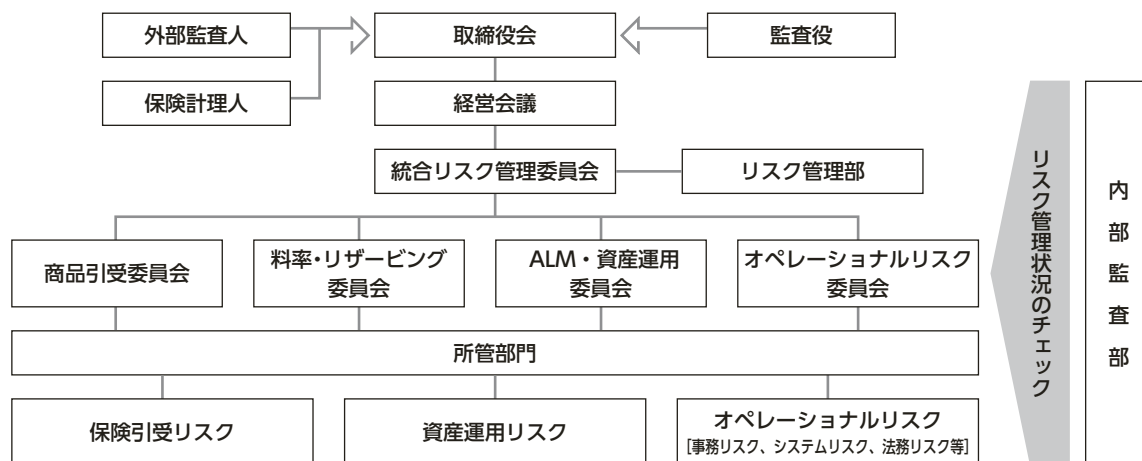 外部監査人
取締役会
監査役
保険計理人
経営会議
統合リスク管理委員会
リスク管理部
商品引受委員会
料率・リザービング
委員会
ALM・資産運用
委員会
オペレーショナルリスク
委員会
所管部門
保険引受リスク
資産運用リスク
オペレーショナルリスク
[事務リスク、システムリスク、法務リスク等]
リスク管理状況のチェック
内部監査部